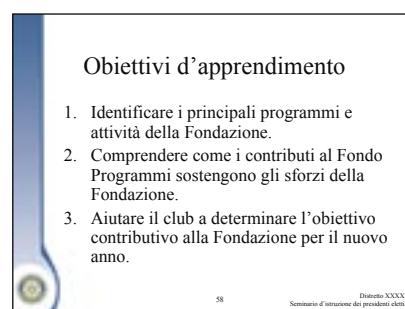 Obiettivi d'apprendimento
1. Identificare i principali programmi e
attività della Fondazione.
2. Comprendere come i contributi al Fondo
Programmi sostengono gli sforzi della
Fondazione.
3. Aiutare il club a determinare l'obiettivo
contributivo alla Fondazione per il nuovo
anno.
58
Distretto XXXX
Seminario d'istruzione dei presidenti eletti